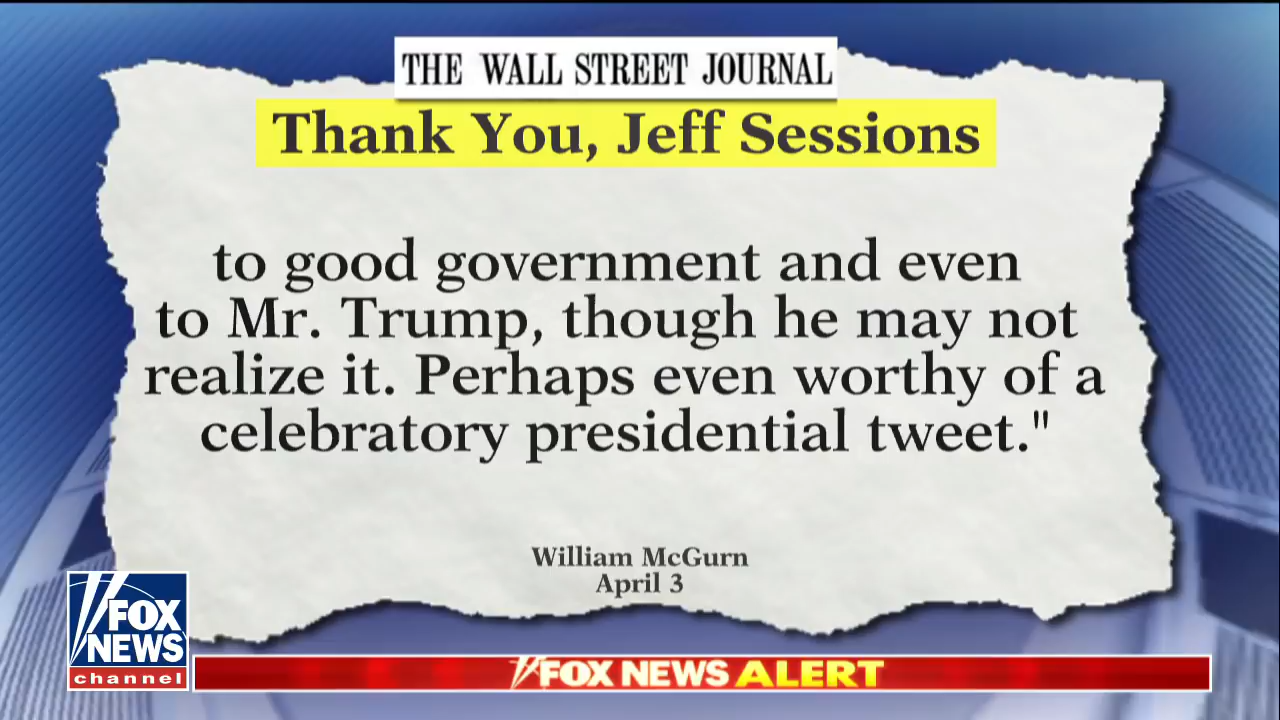 THE WALL STREET JOURNAL
Thank You, Jeff Sessions
to good government and even
to Mr. Trump, though he may not
realize it. Perhaps even worthy of a
celebratory presidential tweet."
William McGurn
April 3
FOX
NEWS
channel
FOX NEWS ALERT